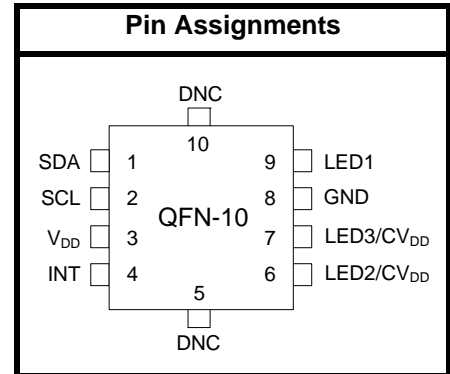 Pin Assignments
DNC
10
SDA 1 9 LED1
SCL 2 8 GND
QFN-10
VDD 3 7 LED3/CVDD
INT 4 6 LED2/CVDD
5
DNC